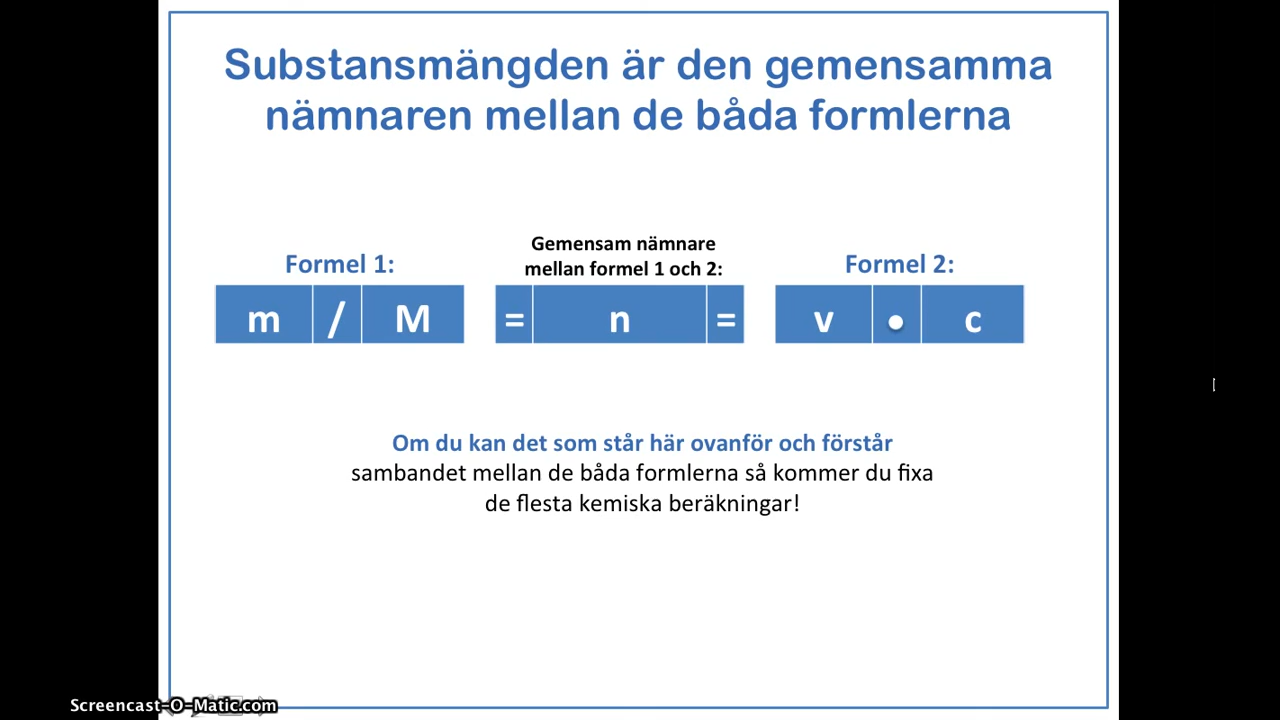 Substansmängden är den gemensamma
nämnaren mellan de båda formlerna
Formel 1:
Gemensam nämnare
mellan formel 1 och 2:
Formel 2:
m / M = n = v • c
Om du kan det som står här ovanför och förstår
sambandet mellan de båda formlerna så kommer du fixa
de flesta kemiska beräkningar!
Screencast-O-Matic.com